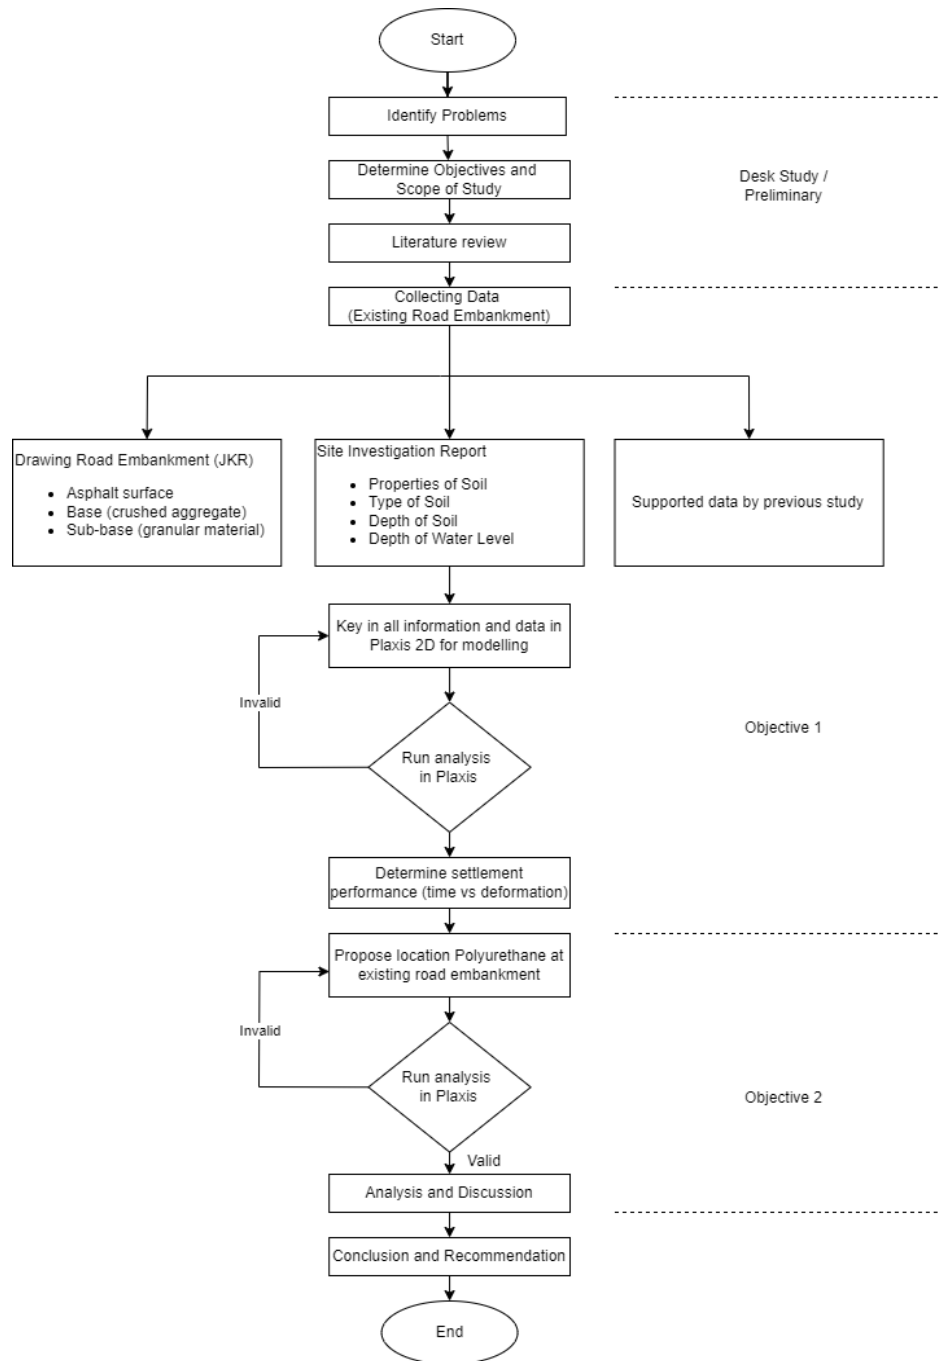 Start
Identify Problems
Determine Objectives and
Scope of Study
Desk Study /
Preliminary
Literature review
Collecting Data
(Existing Road Embankment)
Drawing Road Embankment (JKR)
• Asphalt surface
• Base (crushed aggregate)
• Sub-base (granular material)
Site Investigation Report
• Properties of Soil
• Type of Soil
• Depth of Soil
• Depth of Water Level
Supported data by previous study
Key in all information and data in
Plaxis 2D for modelling
Invalid
Objective 1
Run analysis
in Plaxis
Determine settlement
performance (time vs deformation)
Propose location Polyurethane at
existing road embankment
Invalid
Run analysis
in Plaxis
Objective 2
Valid
Analysis and Discussion
Conclusion and Recommendation
End